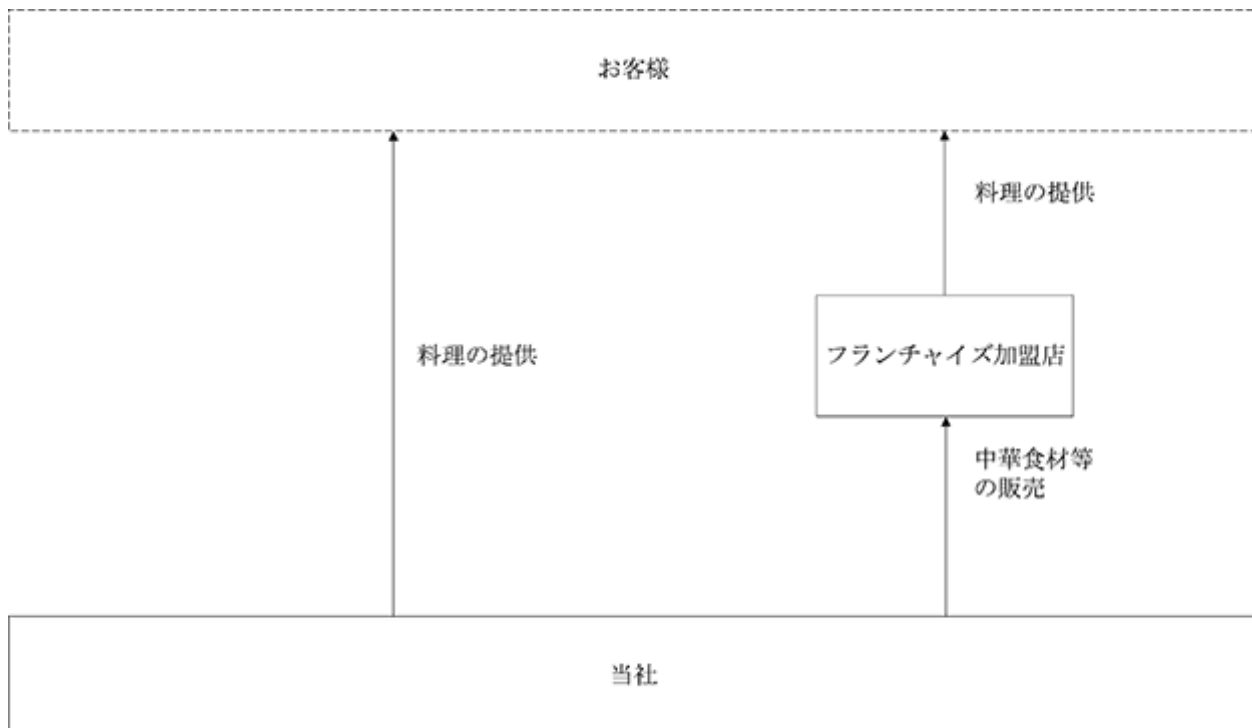 お客様
料理の提供
料理の提供
フランチャイズ加盟店
中華食材等
の販売
当社